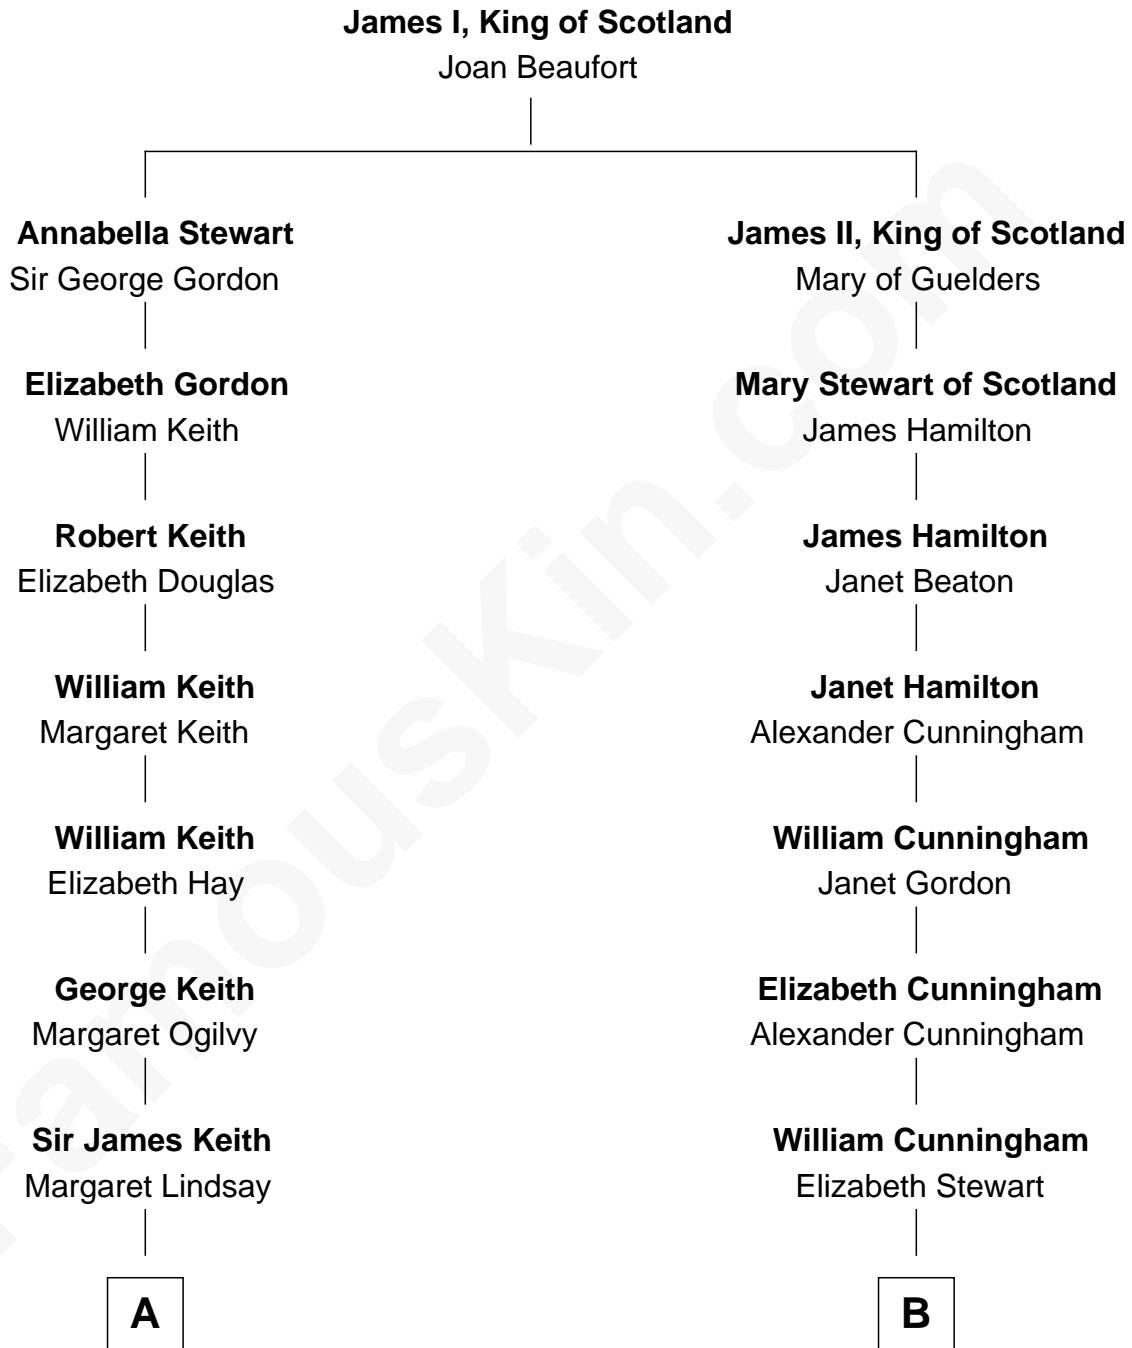 James I, King of Scotland
Joan Beaufort
Annabella Stewart
Sir George Gordon
James II, King of Scotland
Mary of Guelders
Elizabeth Gordon
William Keith
Mary Stewart of Scotland
James Hamilton
Robert Keith
Elizabeth Douglas
James Hamilton
Janet Beaton
William Keith
Margaret Keith
Janet Hamilton
Alexander Cunningham
William Keith
Elizabeth Hay
William Cunningham
Janet Gordon
George Keith
Margaret Ogilvy
Elizabeth Cunningham
Alexander Cunningham
Sir James Keith
Margaret Lindsay
William Cunningham
Elizabeth Stewart
A
B
FamousKin.com